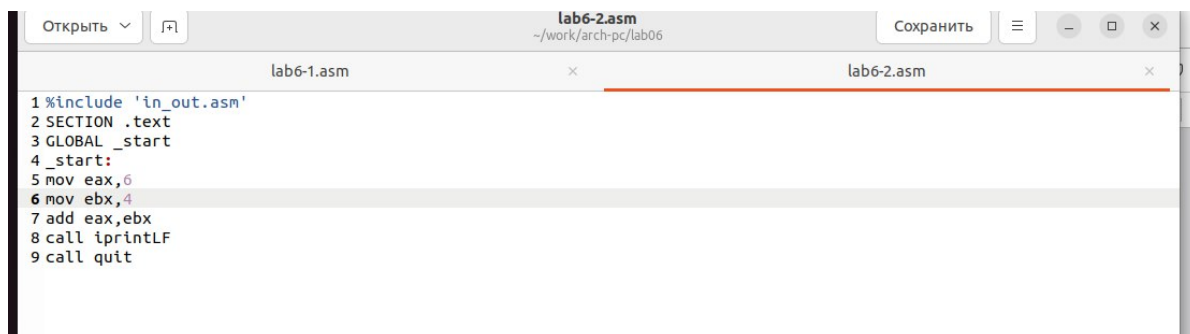 Открыть
lab6-2.asm
~/work/arch-pc/lab06
Сохранить
lab6-1.asm
lab6-2.asm
1 %include 'in_out.asm'
2 SECTION .text
3 GLOBAL _start
4 _start:
5 mov eax,6
6 mov ebx,4
7 add eax,ebx
8 call iprintLF
9 call quit